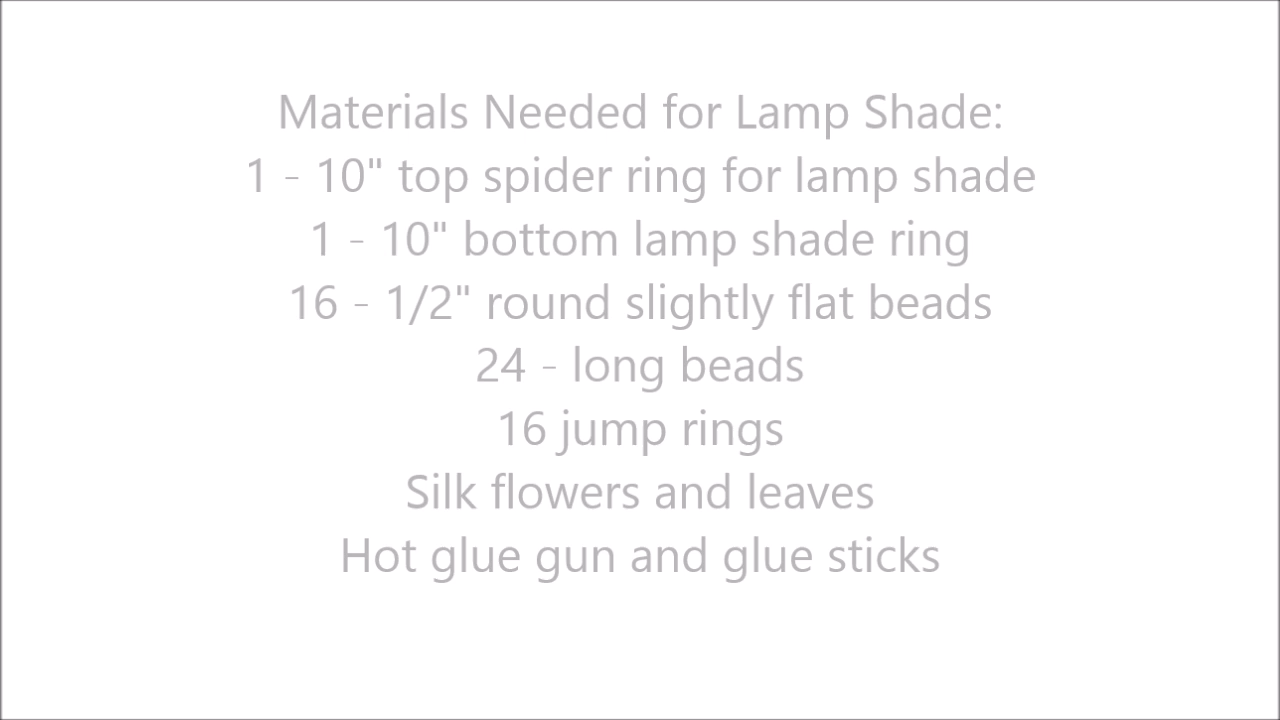 Materials Needed for Lamp Shade:
1 - 10" top spider ring for lamp shade
1 - 10" bottom lamp shade ring
16 - 1/2" round slightly flat beads
24 - long beads
16 jump rings
Silk flowers and leaves
Hot glue gun and glue sticks